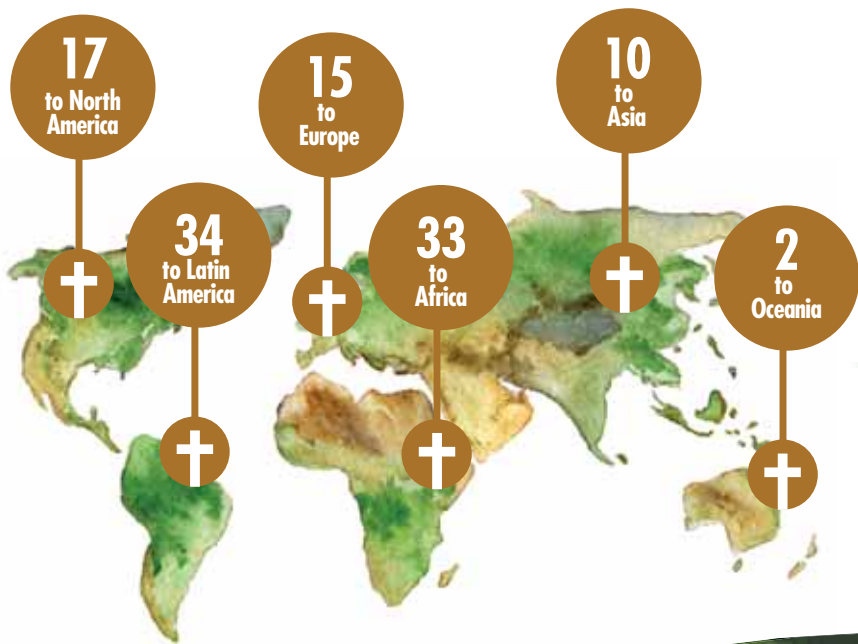 17
to North
America
15
to
Europe
10
to
Asia
34
to Latin
America
33
to
Africa
2
to
Oceania